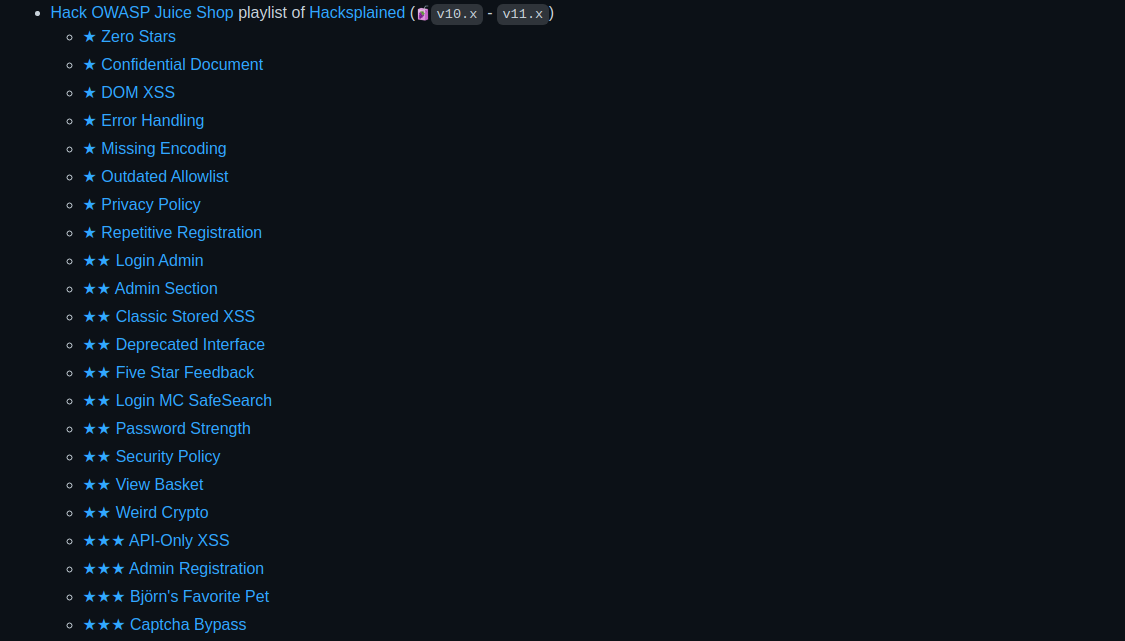 Hack OWASP Juice Shop playlist of Hacksplained (v10.x - v11.x)
★ Zero Stars
★ Confidential Document
★ DOM XSS
★ Error Handling
★ Missing Encoding
★ Outdated Allowlist
★ Privacy Policy
★ Repetitive Registration
★★ Login Admin
★★ Admin Section
★★ Classic Stored XSS
★★ Deprecated Interface
★★ Five Star Feedback
★★ Login MC SafeSearch
★★ Password Strength
★★ Security Policy
★★ View Basket
★★ Weird Crypto
★★★ API-Only XSS
★★★ Admin Registration
★★★ Björn's Favorite Pet
★★★ Captcha Bypass